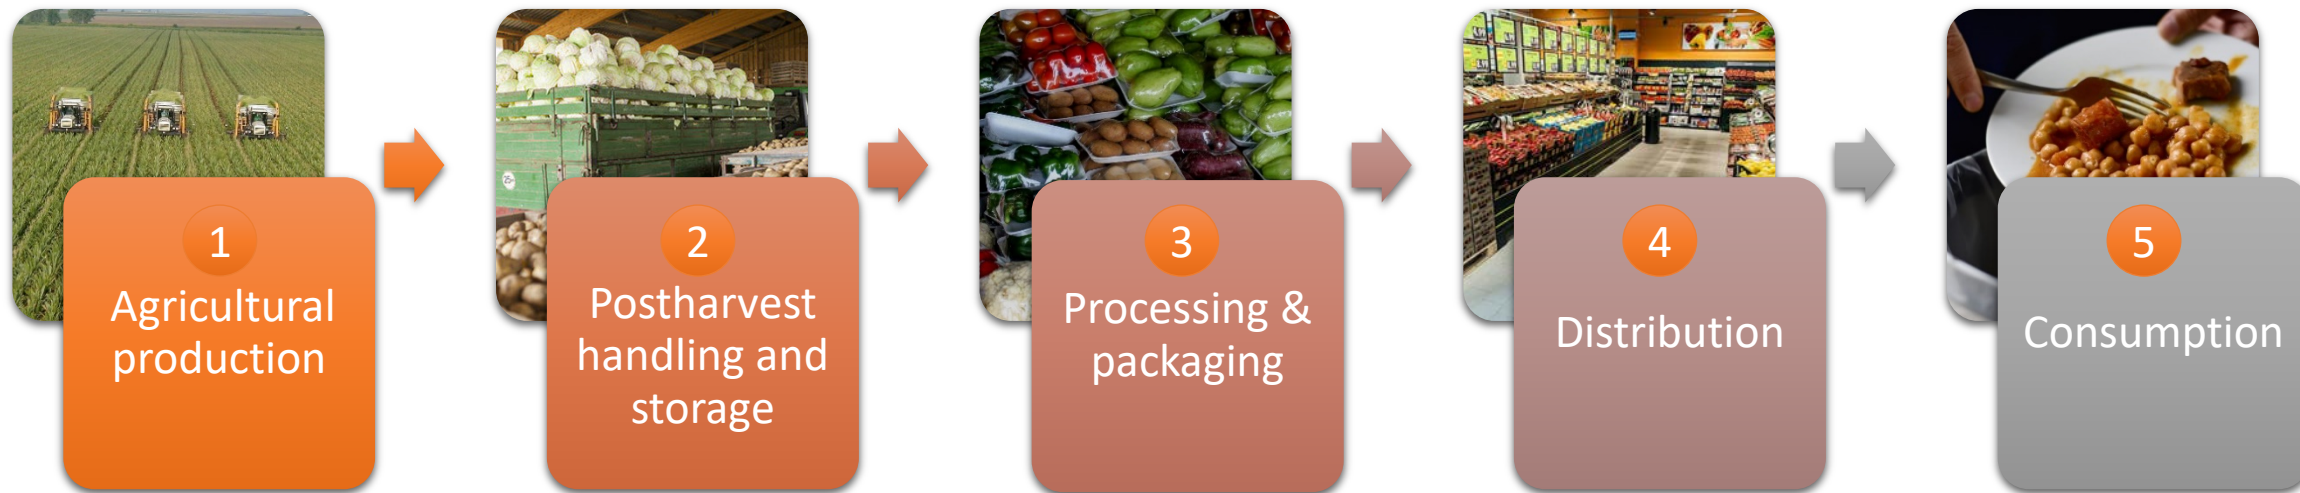 1
Agricultural
production
2
Postharvest
handling and
storage
3
Processing &
packaging
4
Distribution
5
Consumption